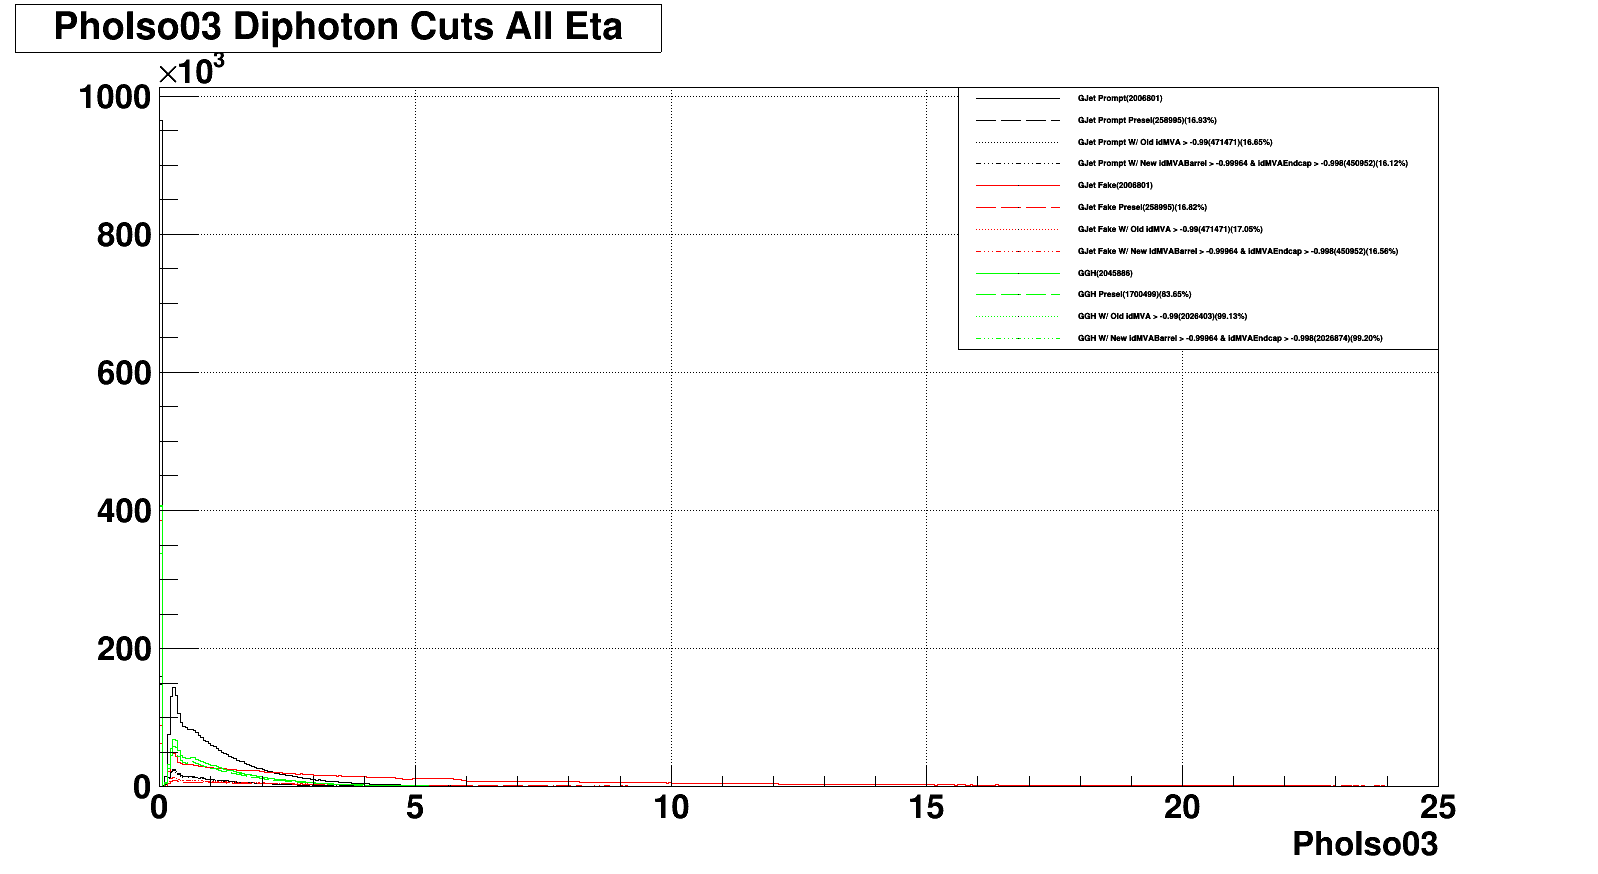 PhoIso03 Diphoton Cuts All Eta
×10³
1000
800
600
400
200
0
0 5 10 15 20 25
PhoIso03
GJet Prompt(2006801)
GJet Prompt Presel(258995)(16.93%)
GJet Prompt W/ Old idMVA > -0.99(471471)(16.65%)
GJet Prompt W/ New idMVABarrel > -0.99964 & idMVAEndcap > -0.998(450952)(16.12%)
GJet Fake(2006801)
GJet Fake Presel(258995)(16.82%)
GJet Fake W/ Old idMVA > -0.99(471471)(17.05%)
GJet Fake W/ New idMVABarrel > -0.99964 & idMVAEndcap > -0.998(450952)(16.56%)
GGH(2045886)
GGH Presel(1700499)(83.65%)
GGH W/ Old idMVA > -0.99(2026403)(99.13%)
GGH W/ New idMVABarrel > -0.99964 & idMVAEndcap > -0.998(2026874)(99.20%)